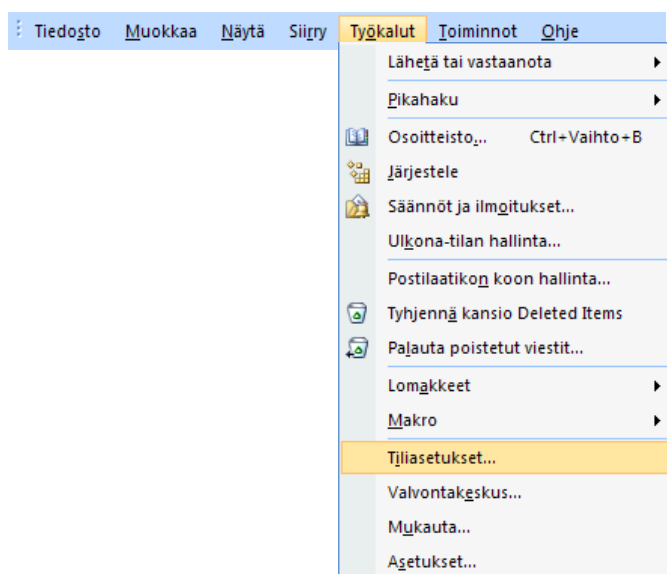 Tiedosto Muokkaa Näytä Siirry Työkalut Toiminnot Ohje
Lähetä tai vastaanota
Pikahaku
Osoitteisto... Ctrl+Vaihto+B
Järjestele
Säännöt ja ilmoitukset...
Ulkona-tilan hallinta...
Postilaatikon koon hallinta...
Tyhjennä kansio Deleted Items
Palauta poistetut viestit...
Lomakkeet
Makro
Tiliasetukset...
Valvontakeskus...
Mukauta...
Asetukset...